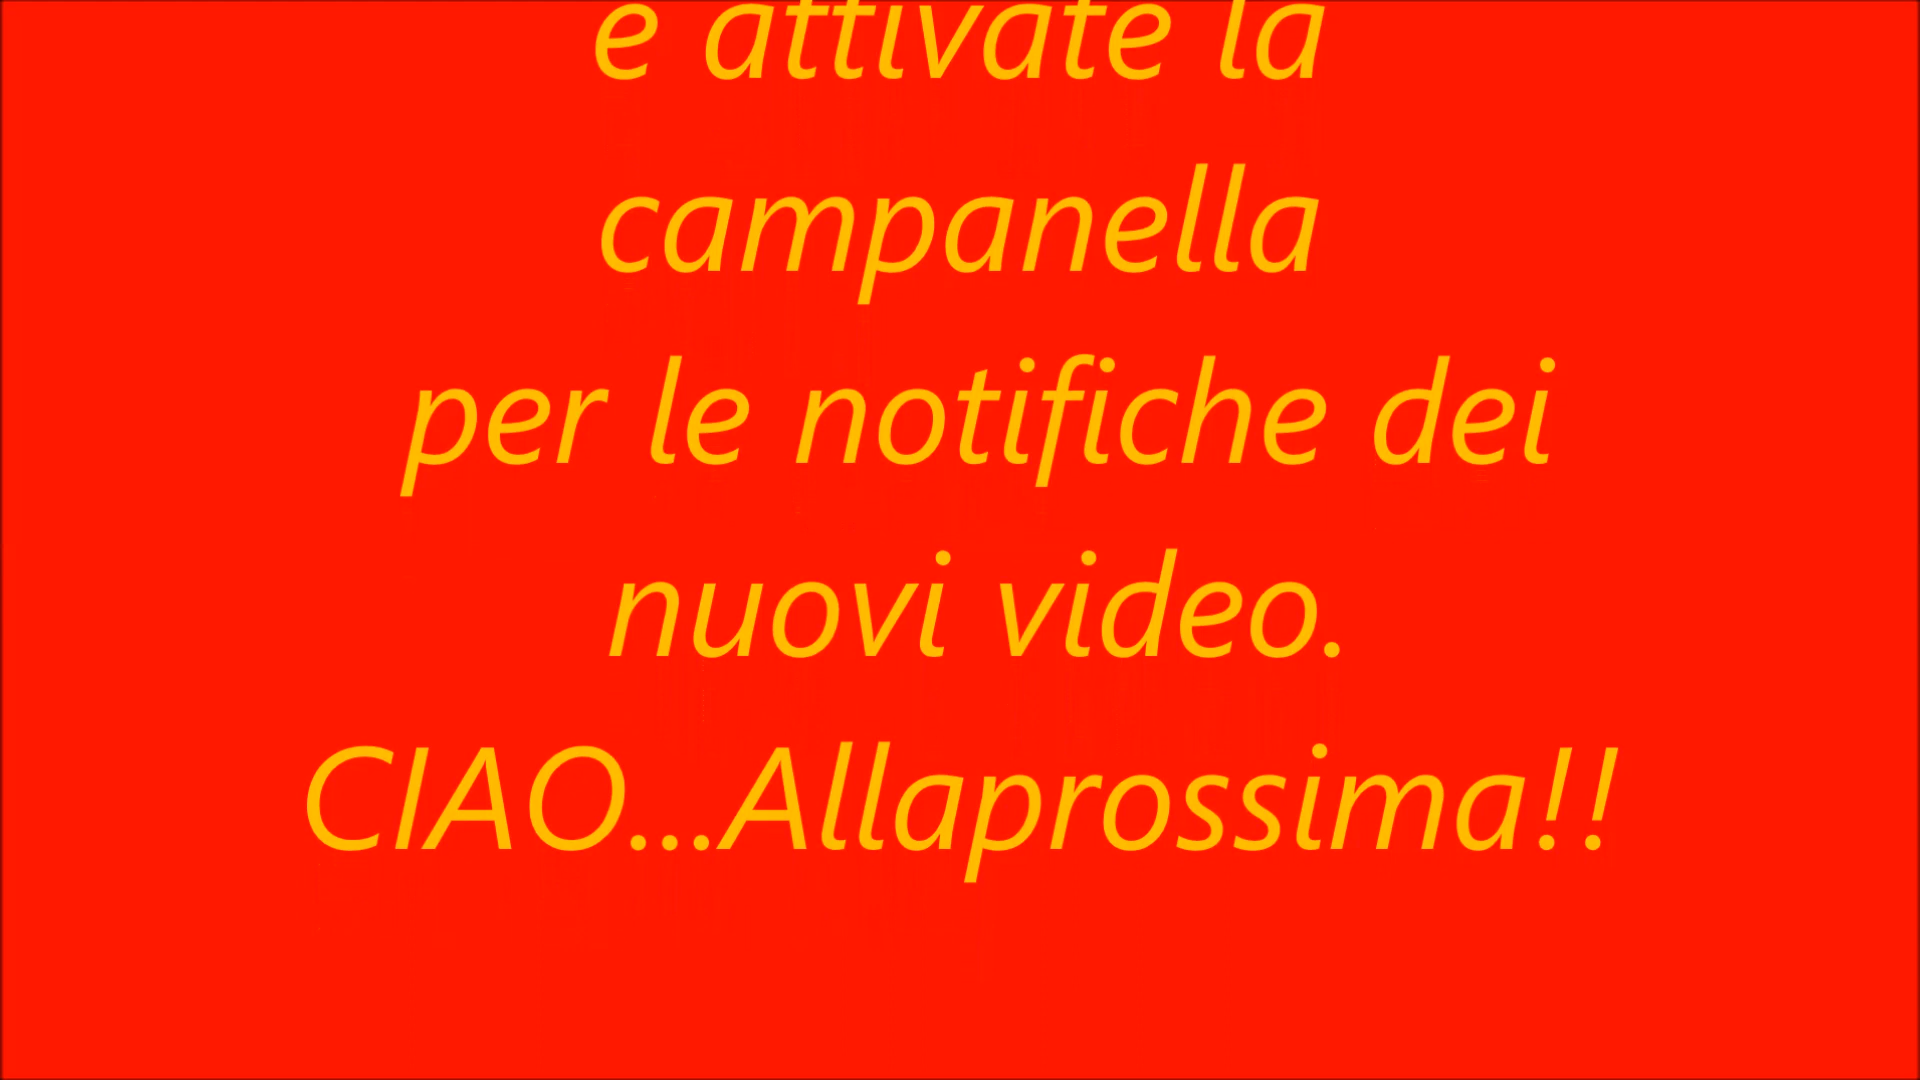 e attivate la
campanella
per le notifiche dei
nuovi video.
CIAO...Allaprossima!!